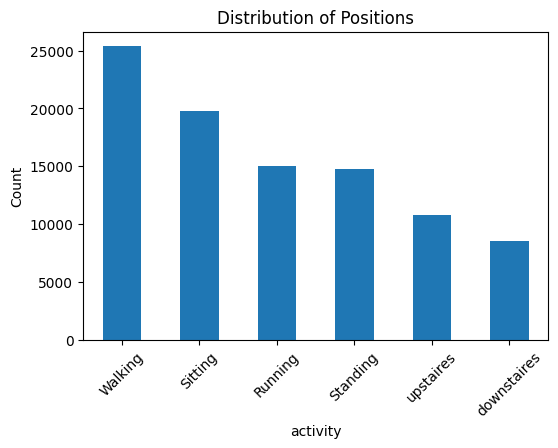 Distribution of Positions
Count
25000
20000
15000
10000
5000
0
Walking
Sitting
Running
Standing
upstaires
downstaires
activity